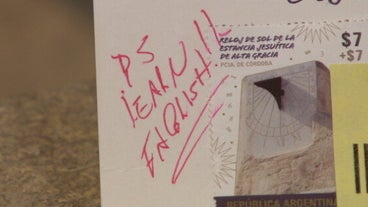 PS
LEARN
ENGLISH!!
RELOJ DE SOL DE LA
ESTANCIA JESUÍTICA
DE ALTA GRACIA
PCIA. DE CÓRDOBA
$7
+$7
REPÚBLICA ARGENTINA